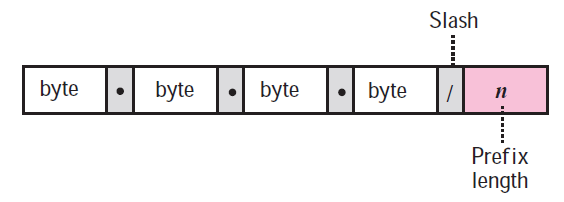 Slash
byte • byte • byte • byte / n
Prefix
length